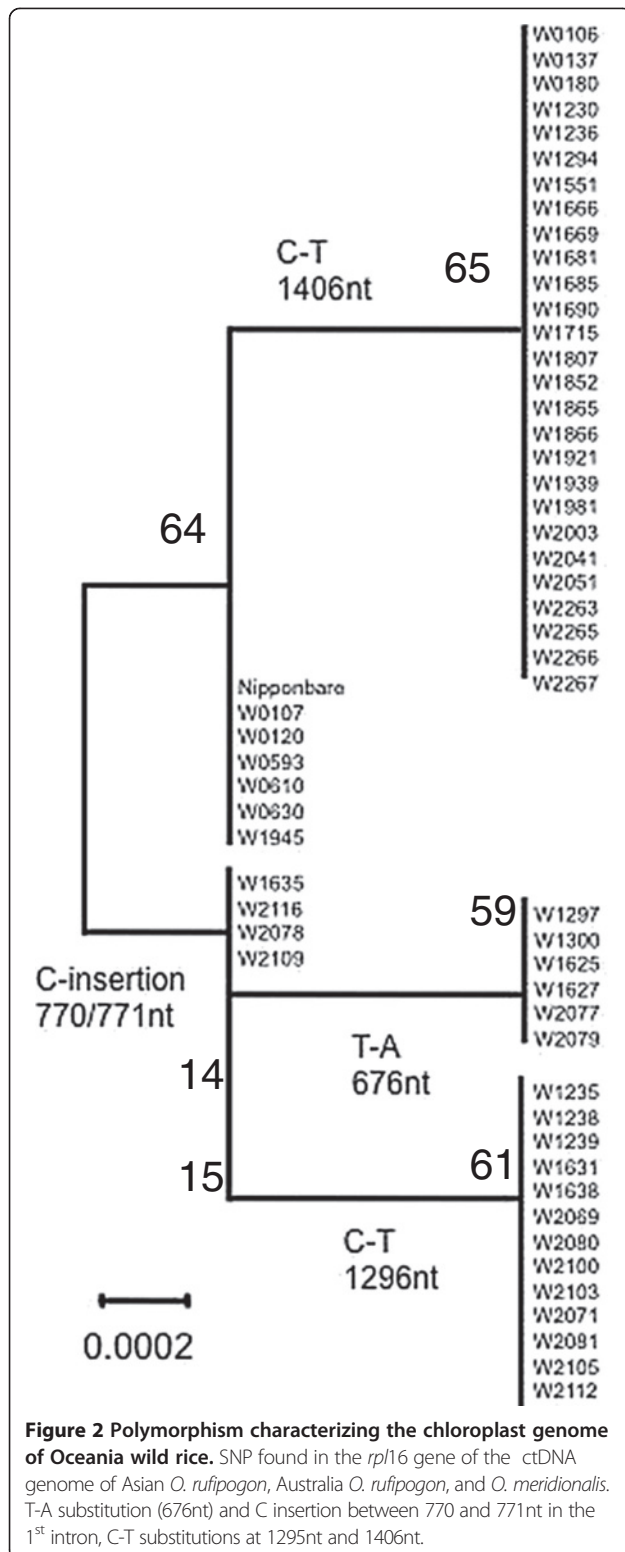 W0106
W0137
W0180
W1230
W1236
W1294
W1551
W1666
W1669
W1681
W1685
W1690
W1715
W1807
W1852
W1865
W1866
W1921
W1939
W1981
W2003
W2041
W2051
W2263
W2265
W2266
W2267
C-T
1406nt
65
64
Nipponbare
W0107
W0120
W0593
W0610
W0630
W1945
W1635
W2116
W2078
W2109
C-insertion
770/771nt
59
W1297
W1300
W1625
W1627
W2077
W2079
T-A
676nt
14
15
61
W1235
W1238
W1239
W1631
W1638
W2069
W2080
W2100
W2103
W2071
W2081
W2105
W2112
C-T
1296nt
0.0002
Figure 2 Polymorphism characterizing the chloroplast genome
of Oceania wild rice. SNP found in the rpl16 gene of the ctDNA
genome of Asian O. rufipogon, Australia O. rufipogon, and O. meridionalis.
T-A substitution (676nt) and C insertion between 770 and 771nt in the
1st intron, C-T substitutions at 1295nt and 1406nt.